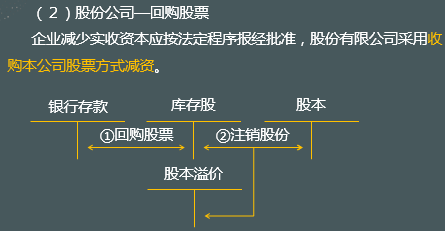 （2）股份公司—回购股票
企业减少实收资本应按法定程序报经批准，股份有限公司采用收
购本公司股票方式减资。
银行存款 库存股 股本
①回购股票 ②注销股份
股本溢价